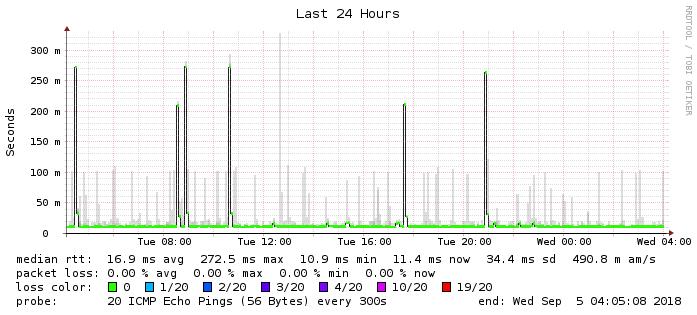 Last 24 Hours
RRDTOOL / TOBI OETIKER
Seconds
300 m
250 m
200 m
150 m
100 m
50 m
0
Tue 08:00 Tue 12:00 Tue 16:00 Tue 20:00 Wed 00:00 Wed 04:00
median rtt: 16.9 ms avg 272.5 ms max 10.9 ms min 11.4 ms now 34.4 ms sd 490.8 m am/s
packet loss: 0.00 % avg 0.00 % max 0.00 % min 0.00 % now
loss color: 0 1/20 2/20 3/20 4/20 10/20 19/20
probe: 20 ICMP Echo Pings (56 Bytes) every 300s end: Wed Sep 5 04:05:08 2018